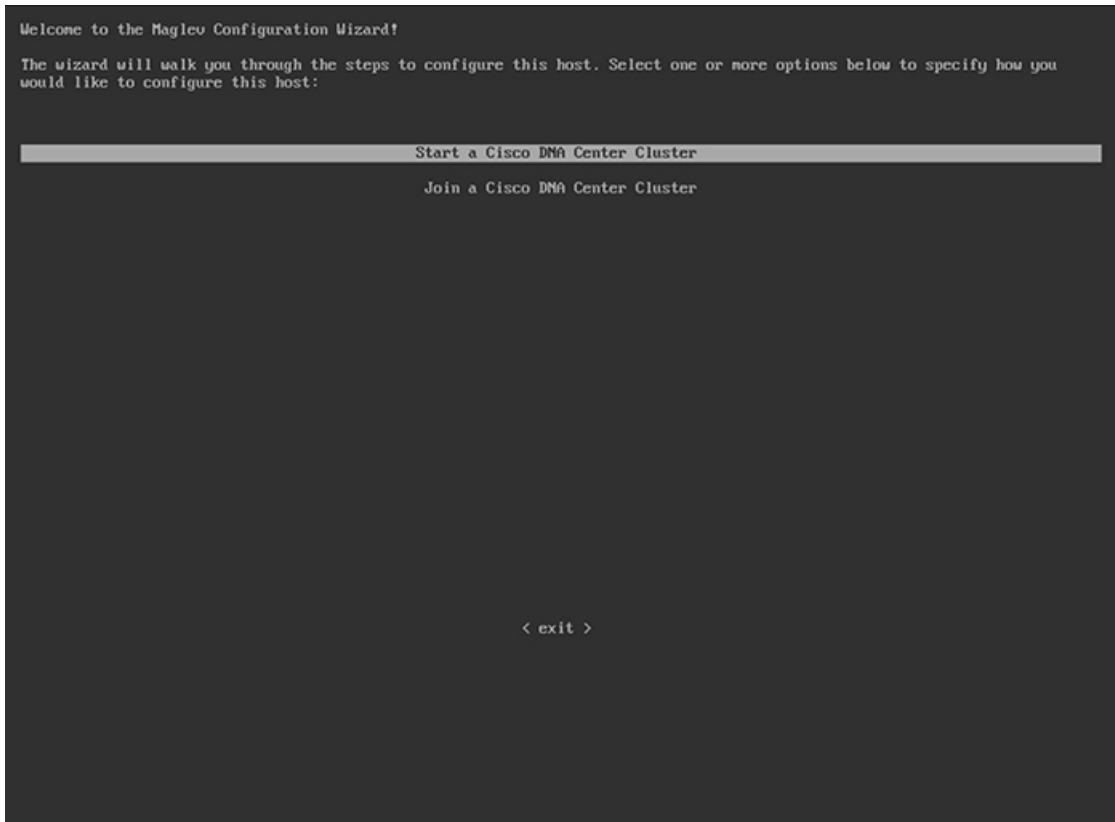 Welcome to the Maglev Configuration Wizard!
The wizard will walk you through the steps to configure this host. Select one or more options below to specify how you
would like to configure this host:
Start a Cisco DNA Center Cluster
Join a Cisco DNA Center Cluster
< exit >